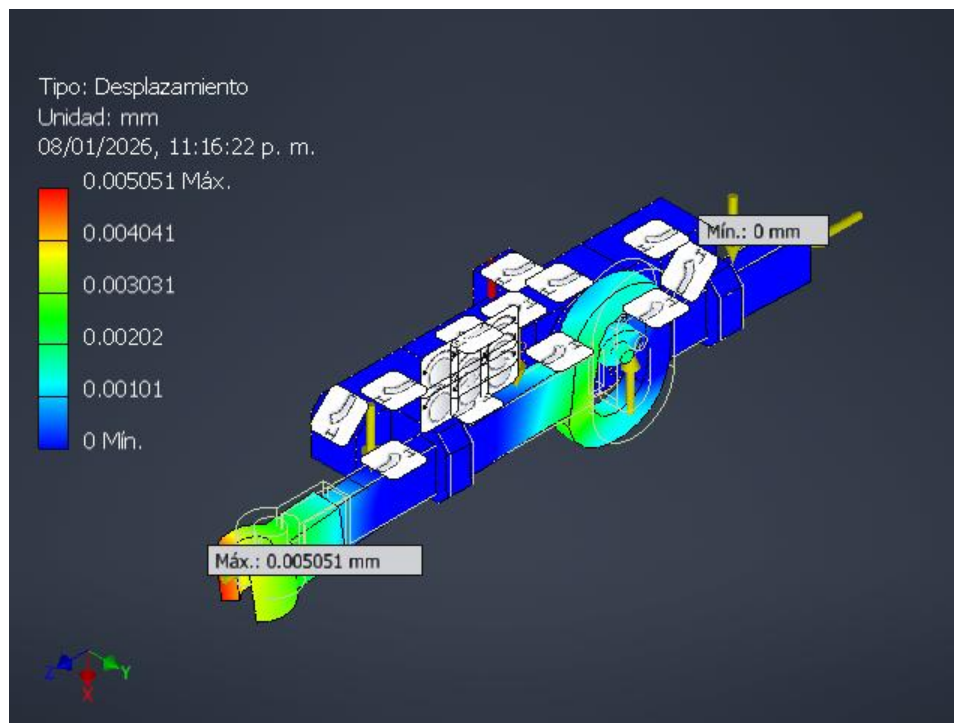 Tipo: Desplazamiento
Unidad: mm
08/01/2026, 11:16:22 p. m.
0.005051 Máx.
0.004041
0.003031
0.00202
0.00101
0 Mín.
Mín.: 0 mm
Máx.: 0.005051 mm
Z
Y
X